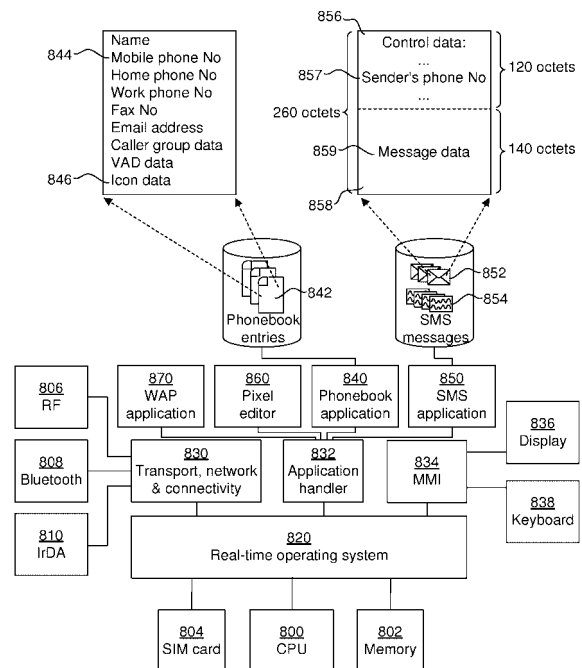 856
844
Name
Mobile phone No
Home phone No
Work phone No
Fax No
Email address
Caller group data
VAD data
846
Icon data
Control data:
...
857
Sender's phone No
...
120 octets
260 octets
859
Message data
140 octets
858
842
Phonebook
entries
852
854
SMS
messages
870
WAP
application
860
Pixel
editor
840
Phonebook
application
850
SMS
application
806
RF
808
Bluetooth
810
IrDA
830
Transport, network
& connectivity
832
Application
handler
834
MMI
836
Display
838
Keyboard
820
Real-time operating system
804
SIM card
800
CPU
802
Memory